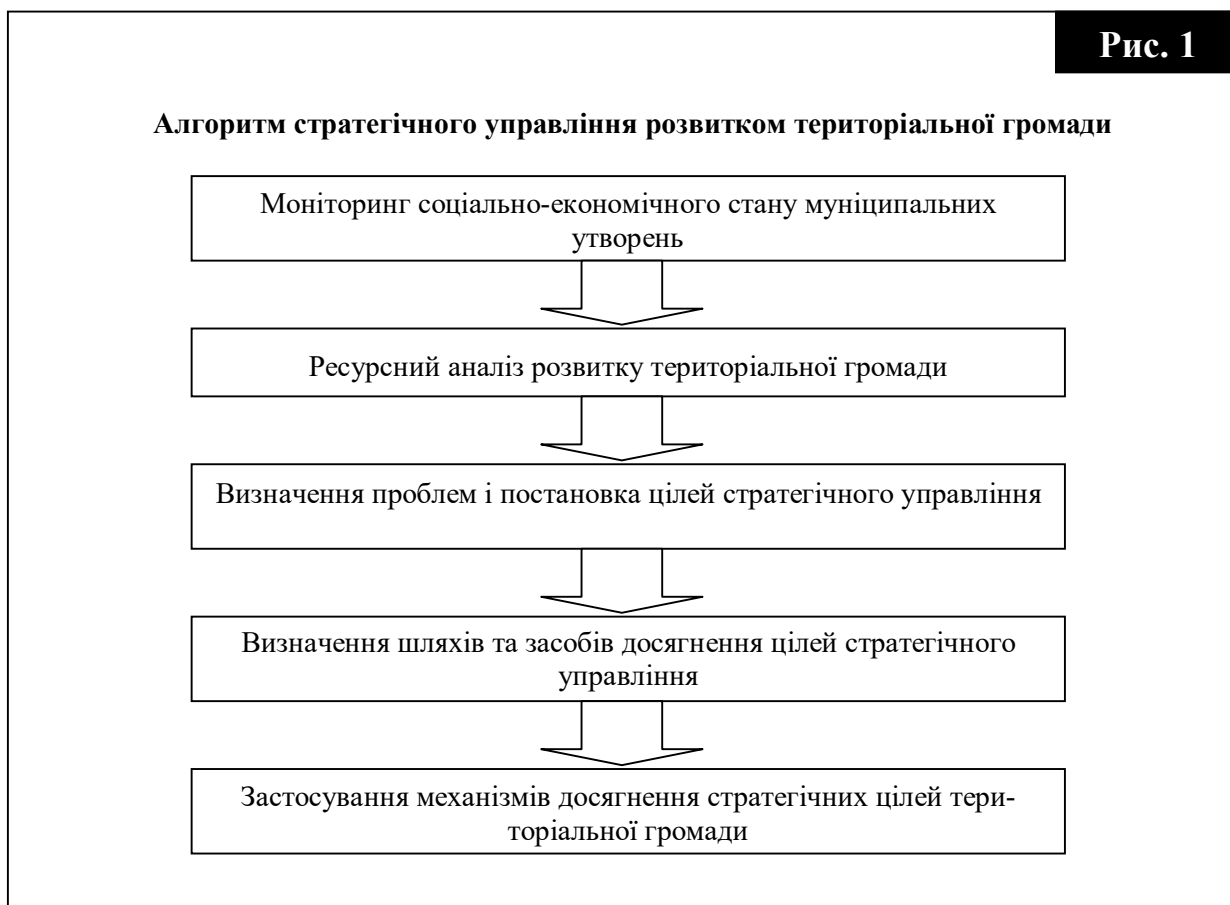 Рис. 1
Алгоритм стратегічного управління розвитком територіальної громади
Моніторинг соціально-економічного стану муніципальних
утворень
Ресурсний аналіз розвитку територіальної громади
Визначення проблем і постановка цілей стратегічного управління
Визначення шляхів та засобів досягнення цілей стратегічного
управління
Застосування механізмів досягнення стратегічних цілей тери-
торіальної громади